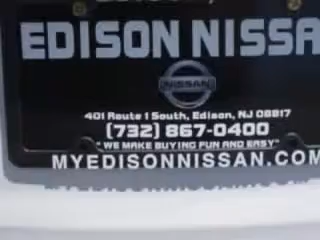 EDISON NISSA
NISSAN
401 Route 1 South, Edison, NJ 08817
(732) 867-0400
"WE MAKE BUYING FUN AND EASY"
MYEDISONNISSAN.COM